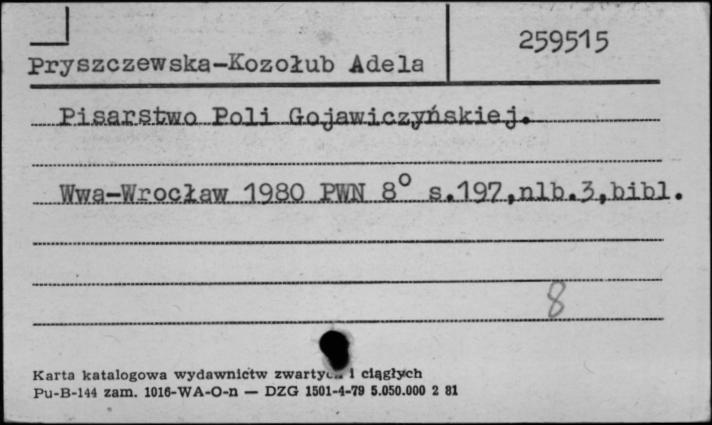 259515
Pryszczewska-Kozołub Adela
Pisarstwo Poli Gojawiczyńskiej.
Wwa-Wrocław 1980 PWN 8° s.197,nlb.3,bibl.
8
Karta katalogowa wydawnictw zwartych i ciągłych
Pu-B-144 zam. 1016-WA-O-n — DZG 1501-4-79 5.050.000 2 81